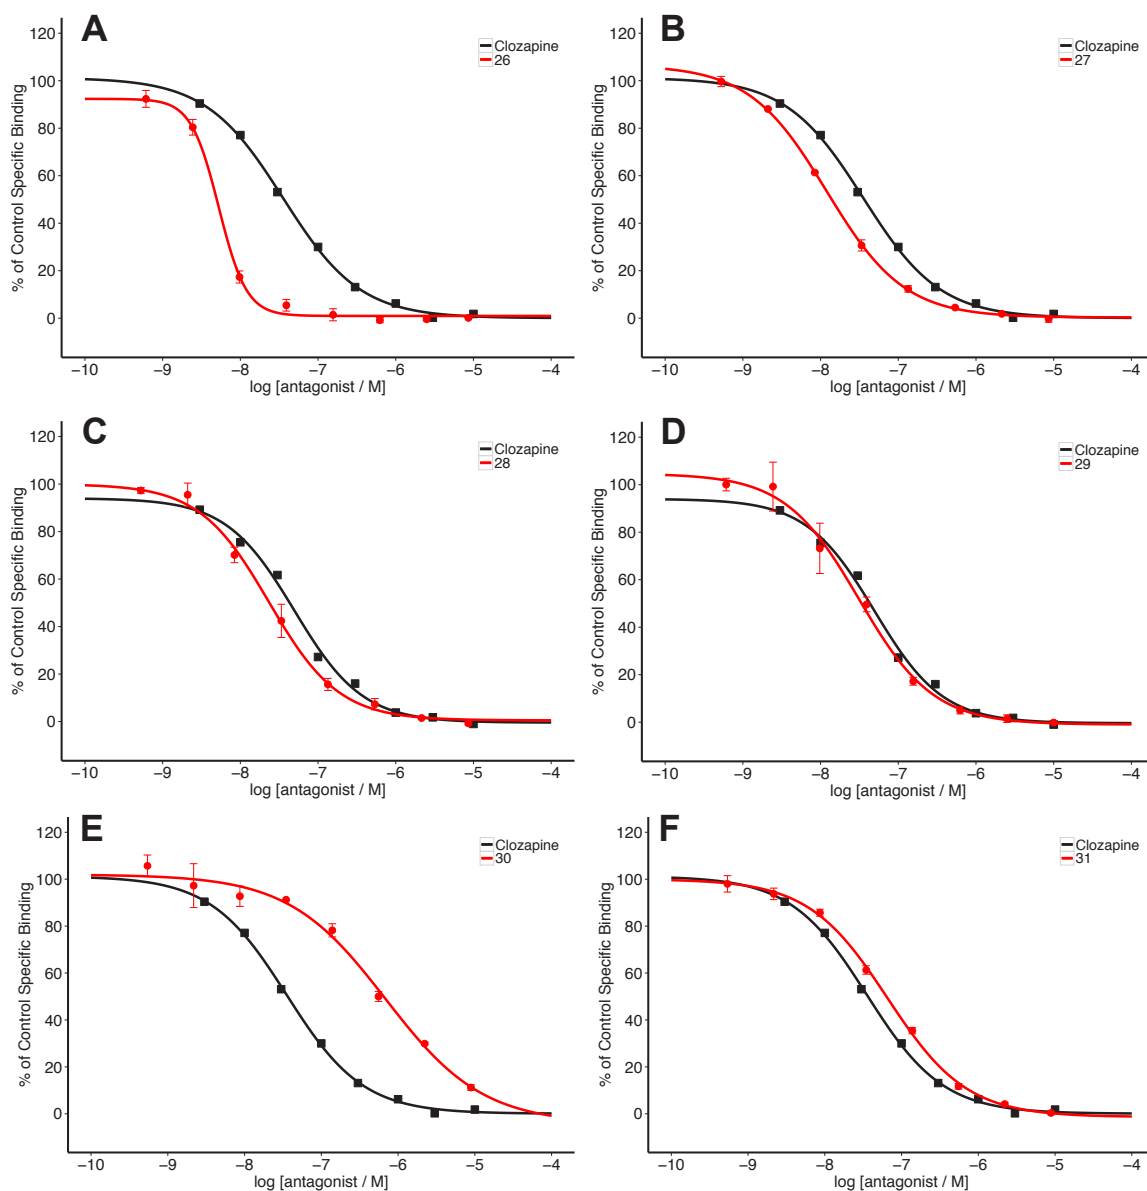 A
120
100
80
60
40
20
0
% of Control Specific Binding
Clozapine
26
−10 −9 −8 −7 −6 −5 −4
log [antagonist / M]
B
120
100
80
60
40
20
0
% of Control Specific Binding
Clozapine
27
−10 −9 −8 −7 −6 −5 −4
log [antagonist / M]
C
120
100
80
60
40
20
0
% of Control Specific Binding
Clozapine
28
−10 −9 −8 −7 −6 −5 −4
log [antagonist / M]
D
120
100
80
60
40
20
0
% of Control Specific Binding
Clozapine
29
−10 −9 −8 −7 −6 −5 −4
log [antagonist / M]
E
120
100
80
60
40
20
0
% of Control Specific Binding
Clozapine
30
−10 −9 −8 −7 −6 −5 −4
log [antagonist / M]
F
120
100
80
60
40
20
0
% of Control Specific Binding
Clozapine
31
−10 −9 −8 −7 −6 −5 −4
log [antagonist / M]